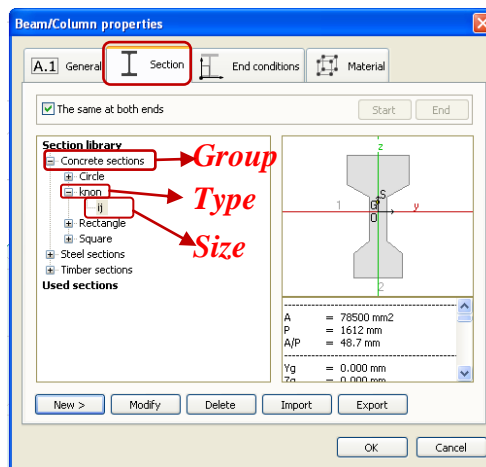 Beam/Column properties
A.1 General Section End conditions Material
The same at both ends
Start End
Section library
Concrete sections Group
Circle
knon Type
ij Size
Rectangle
Square
Steel sections
Timber sections
Used sections
z
S
G
1 y
O
2
A = 78500 mm2
P = 1612 mm
A/P = 48.7 mm
Yg = 0.000 mm
Zg = 0.000 mm
New > Modify Delete Import Export
OK Cancel